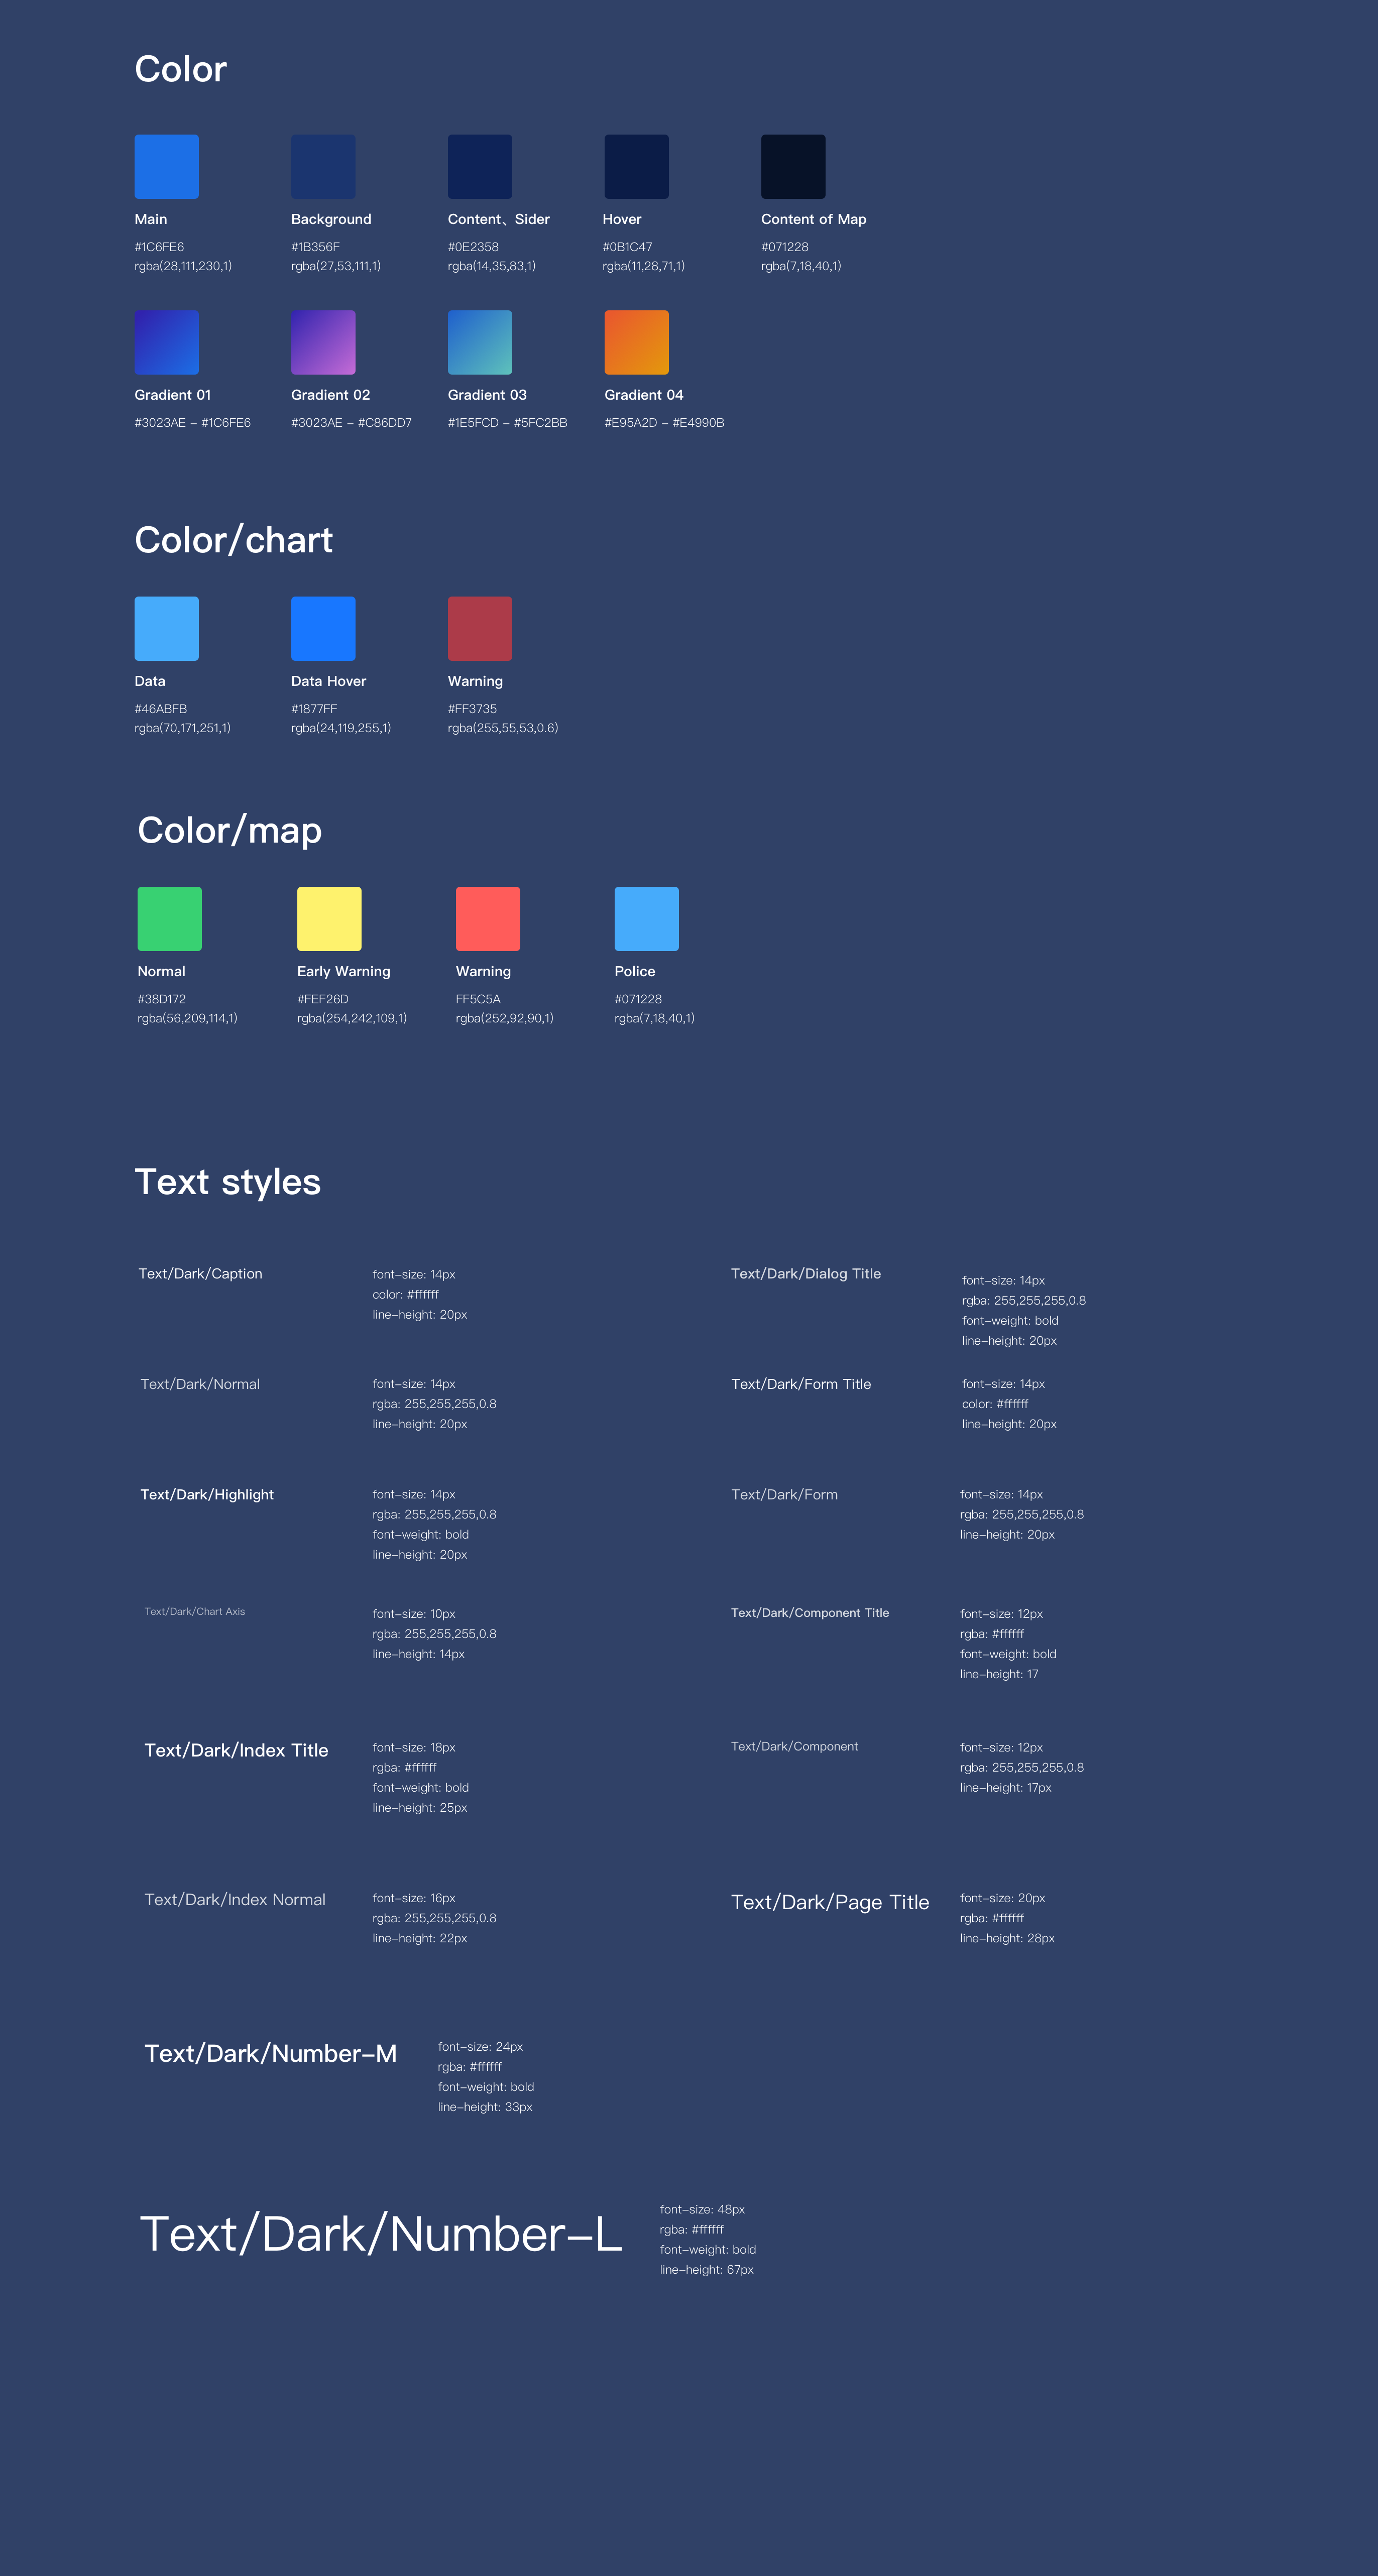 Color
Main
#1C6FE6
rgba(28,111,230,1)
Background
#1B356F
rgba(27,53,111,1)
Content、Sider
#0E2358
rgba(14,35,83,1)
Hover
#0B1C47
rgba(11,28,71,1)
Content of Map
#071228
rgba(7,18,40,1)
Gradient 01
#3023AE - #1C6FE6
Gradient 02
#3023AE - #C86DD7
Gradient 03
#1E5FCD - #5FC2BB
Gradient 04
#E95A2D - #E4990B
Color/chart
Data
#46ABFB
rgba(70,171,251,1)
Data Hover
#1877FF
rgba(24,119,255,1)
Warning
#FF3735
rgba(255,55,53,0.6)
Color/map
Normal
#38D172
rgba(56,209,114,1)
Early Warning
#FEF26D
rgba(254,242,109,1)
Warning
FF5C5A
rgba(252,92,90,1)
Police
#071228
rgba(7,18,40,1)
Text styles
Text/Dark/Caption
font-size: 14px
color: #ffffff
line-height: 20px
Text/Dark/Dialog Title
font-size: 14px
rgba: 255,255,255,0.8
font-weight: bold
line-height: 20px
Text/Dark/Normal
font-size: 14px
rgba: 255,255,255,0.8
line-height: 20px
Text/Dark/Form Title
font-size: 14px
color: #ffffff
line-height: 20px
Text/Dark/Highlight
font-size: 14px
rgba: 255,255,255,0.8
font-weight: bold
line-height: 20px
Text/Dark/Form
font-size: 14px
rgba: 255,255,255,0.8
line-height: 20px
Text/Dark/Chart Axis
font-size: 10px
rgba: 255,255,255,0.8
line-height: 14px
Text/Dark/Component Title
font-size: 12px
rgba: #ffffff
font-weight: bold
line-height: 17
Text/Dark/Index Title
font-size: 18px
rgba: #ffffff
font-weight: bold
line-height: 25px
Text/Dark/Component
font-size: 12px
rgba: 255,255,255,0.8
line-height: 17px
Text/Dark/Index Normal
font-size: 16px
rgba: 255,255,255,0.8
line-height: 22px
Text/Dark/Page Title
font-size: 20px
rgba: #ffffff
line-height: 28px
Text/Dark/Number-M
font-size: 24px
rgba: #ffffff
font-weight: bold
line-height: 33px
Text/Dark/Number-L
font-size: 48px
rgba: #ffffff
font-weight: bold
line-height: 67px